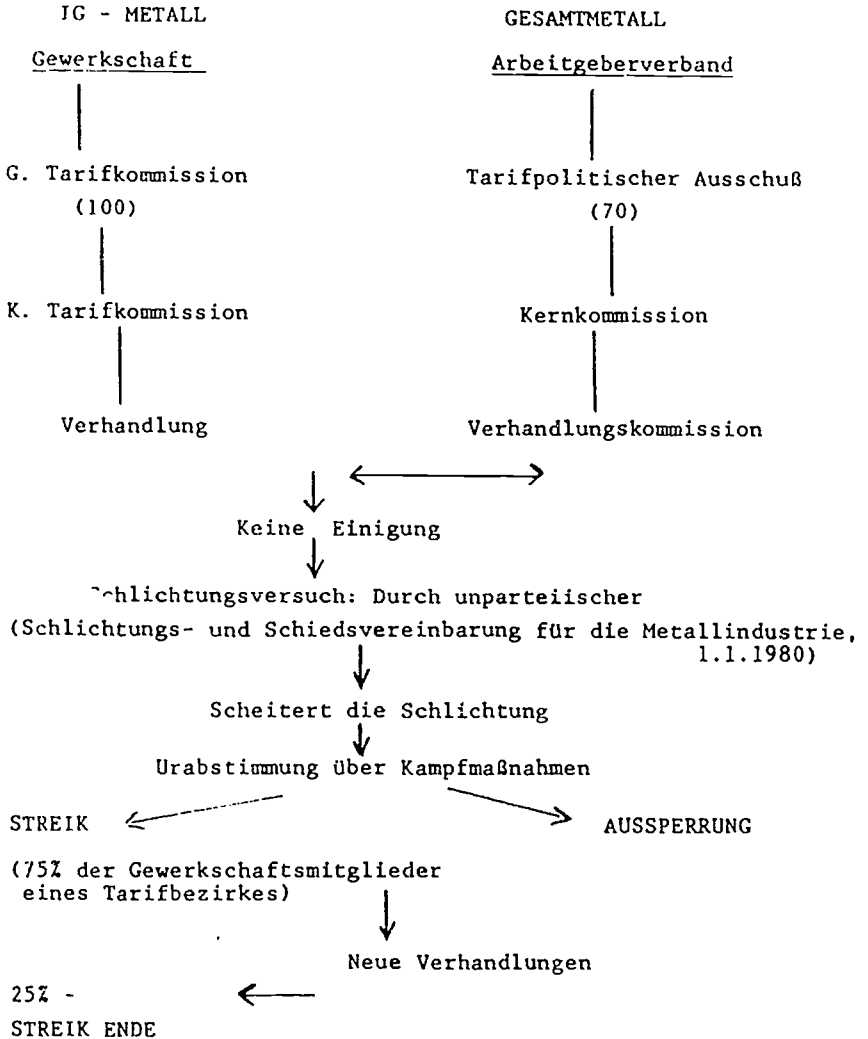 IG - METALL
GESAMTMETALL
Gewerkschaft
Arbeitgeberverband
G. Tarifkommission
(100)
Tarifpolitischer Ausschuß
(70)
K. Tarifkommission
Kernkommission
Verhandlung
Verhandlungskommission
Keine Einigung
Durch unparteiischer
(Schlichtungs- und Schiedsvereinbarung für die Metallindustrie,
1.1.1980)
Scheitert die Schlichtung
Urabstimmung über Kampfmaßnahmen
STREIK
AUSSPERRUNG
(75% der Gewerkschaftsmitglieder
eines Tarifbezirkes)
Neue Verhandlungen
25% -
STREIK ENDE